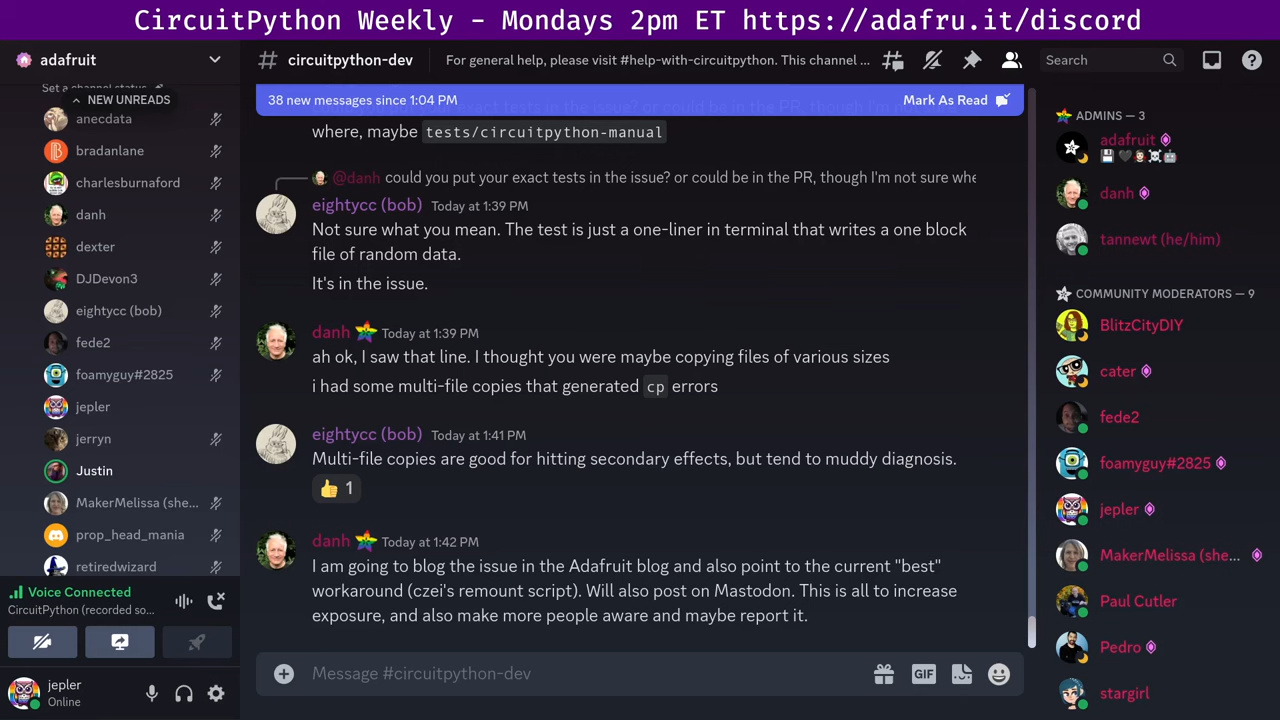 CircuitPython Weekly - Mondays 2pm ET https://adafru.it/discord
adafruit
NEW UNREADS
anecdata
bradanlane
charlesburnaford
danh
dexter
DJDevon3
eightycc (bob)
fede2
foamyguy#2825
jepler
jerryn
Justin
MakerMelissa (she...
prop_head_mania
retiredwizard
Voice Connected
CircuitPython (recorded so...
jepler
Online
# circuitpython-dev
For general help, please visit #help-with-circuitpython. This channel ...
Search
38 new messages since 1:04 PM
Mark As Read
where, maybe tests/circuitpython-manual
@danh could you put your exact tests in the issue? or could be in the PR, though I'm not sure whe
eightycc (bob) Today at 1:39 PM
Not sure what you mean. The test is just a one-liner in terminal that writes a one block
file of random data.
It's in the issue.
danh Today at 1:39 PM
ah ok, I saw that line. I thought you were maybe copying files of various sizes
i had some multi-file copies that generated cp errors
eightycc (bob) Today at 1:41 PM
Multi-file copies are good for hitting secondary effects, but tend to muddy diagnosis.
1
danh Today at 1:42 PM
I am going to blog the issue in the Adafruit blog and also point to the current "best"
workaround (czei's remount script). Will also post on Mastodon. This is all to increase
exposure, and also make more people aware and maybe report it.
Message #circuitpython-dev
GIF
ADMINS — 3
adafruit
danh
tannewt (he/him)
COMMUNITY MODERATORS — 9
BlitzCityDIY
cater
fede2
foamyguy#2825
jepler
MakerMelissa (she...
Paul Cutler
Pedro
stargirl